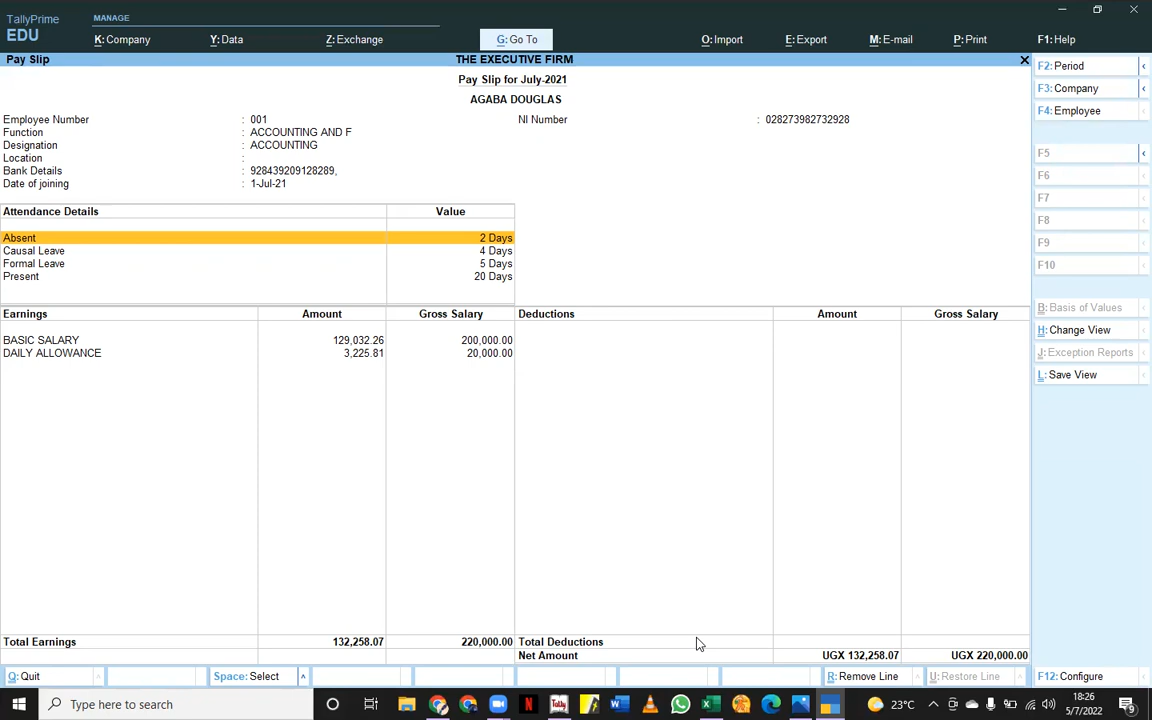 TallyPrime
EDU
MANAGE
K: Company
Y: Data
Z: Exchange
G: Go To
O: Import
E: Export
M: E-mail
P: Print
F1: Help
Pay Slip
THE EXECUTIVE FIRM
Pay Slip for July-2021
AGABA DOUGLAS
Employee Number : 001 NI Number : 028273982732928
Function : ACCOUNTING AND F
Designation : ACCOUNTING
Location :
Bank Details : 928439209128289,
Date of joining : 1-Jul-21
Attendance Details Value
Absent 2 Days
Causal Leave 4 Days
Formal Leave 5 Days
Present 20 Days
Earnings Amount Gross Salary Deductions Amount Gross Salary
BASIC SALARY 129,032.26 200,000.00
DAILY ALLOWANCE 3,225.81 20,000.00
Total Earnings 132,258.07 220,000.00 Total Deductions
Net Amount UGX 132,258.07 UGX 220,000.00
F2: Period
F3: Company
F4: Employee
F5
F6
F7
F8
F9
F10
B: Basis of Values
H: Change View
J: Exception Reports
L: Save View
Q: Quit
Space: Select
R: Remove Line
U: Restore Line
F12: Configure
Type here to search
Tally
23°C
18:26
5/7/2022
9